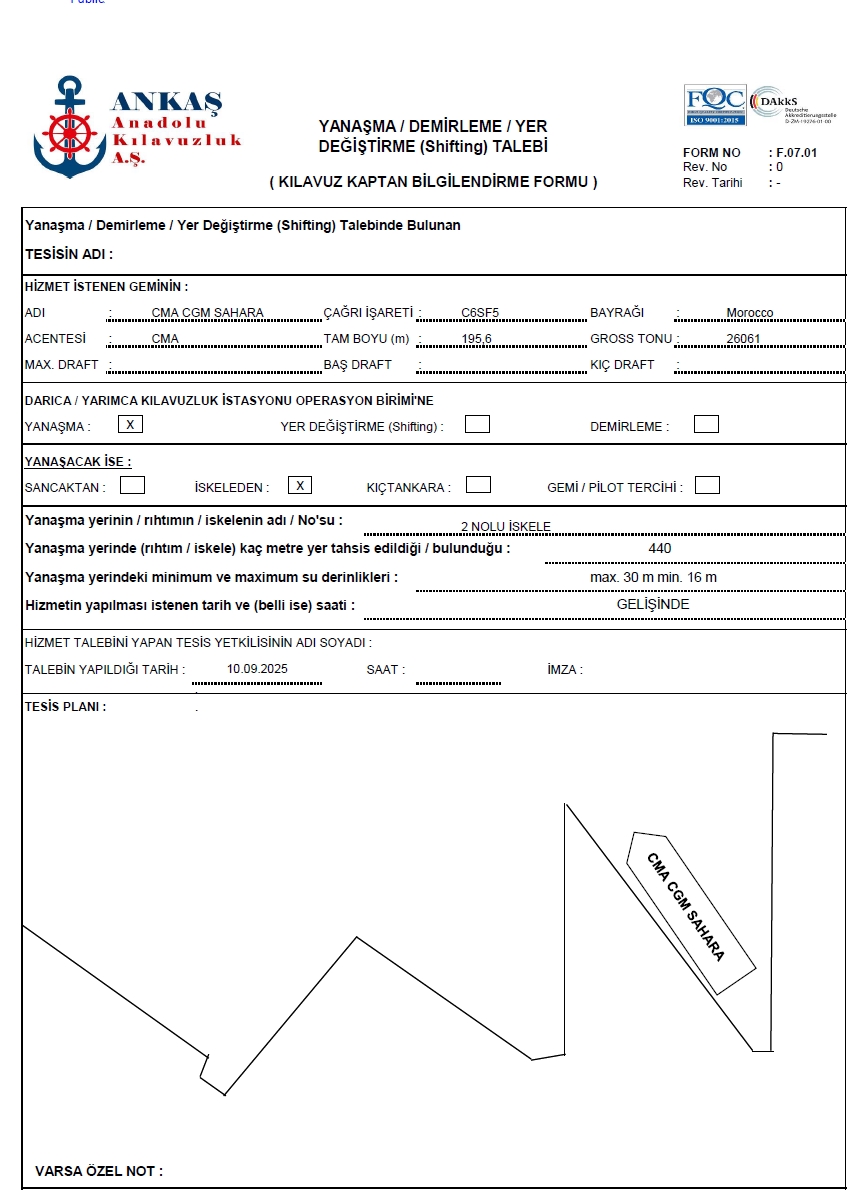 Public
ANKAŞ
Anadolu
Kılavuzluk
A.Ş.
YANAŞMA / DEMİRLEME / YER
DEĞİŞTİRME (Shifting) TALEBİ
( KILAVUZ KAPTAN BİLGİLENDİRME FORMU )
FQC
ISO 9001:2015
DAkkS
Deutsche
Akkreditierungsstelle
FORM NO : F.07.01
Rev. No : 0
Rev. Tarihi : -
Yanaşma / Demirleme / Yer Değiştirme (Shifting) Talebinde Bulunan
TESİSİN ADI :
HİZMET İSTENEN GEMİNİN :
ADI : CMA CGM SAHARA ÇAĞRI İŞARETİ : C6SF5 BAYRAĞI : Morocco
ACENTESİ : CMA TAM BOYU (m) : 195,6 GROSS TONU : 26061
MAX. DRAFT : BAŞ DRAFT : KIÇ DRAFT :
DARICA / YARIMCA KILAVUZLUK İSTASYONU OPERASYON BİRİMİ'NE
YANAŞMA : X YER DEĞİŞTİRME (Shifting) : DEMİRLEME :
YANAŞACAK İSE :
SANCAKTAN : İSKELEDEN : X KIÇTANKARA : GEMİ / PİLOT TERCİHİ :
Yanaşma yerinin / rıhtımın / iskelenin adı / No'su : 2 NOLU İSKELE
Yanaşma yerinde (rıhtım / iskele) kaç metre yer tahsis edildiği / bulunduğu : 440
Yanaşma yerindeki minimum ve maximum su derinlikleri : max. 30 m min. 16 m
Hizmetin yapılması istenen tarih ve (belli ise) saati : GELİŞİNDE
HİZMET TALEBİNİ YAPAN TESİS YETKİLİSİNİN ADI SOYADI :
TALEBİN YAPILDIĞI TARİH : 10.09.2025 SAAT : İMZA :
TESİS PLANI :
CMA CGM SAHARA
VARSA ÖZEL NOT :